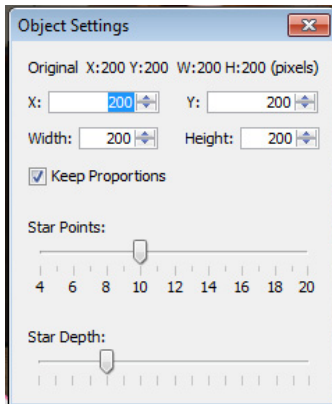 Object Settings
Original X:200 Y:200 W:200 H:200 (pixels)
X: 200 Y: 200
Width: 200 Height: 200
Keep Proportions
Star Points:
4 6 8 10 12 14 16 18 20
Star Depth: